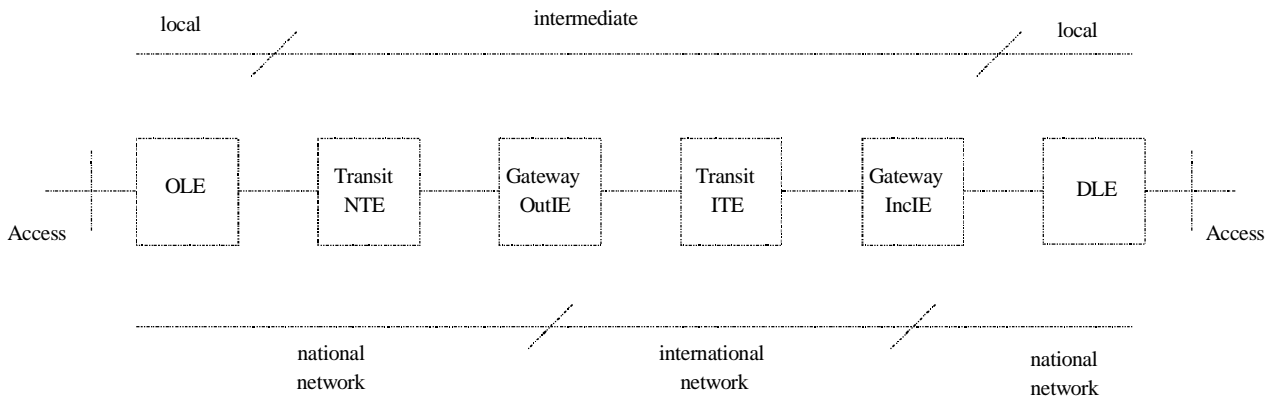 local
intermediate
local
OLE
Transit
NTE
Gateway
OutIE
Transit
ITE
Gateway
IncIE
DLE
Access
Access
national
network
international
network
national
network